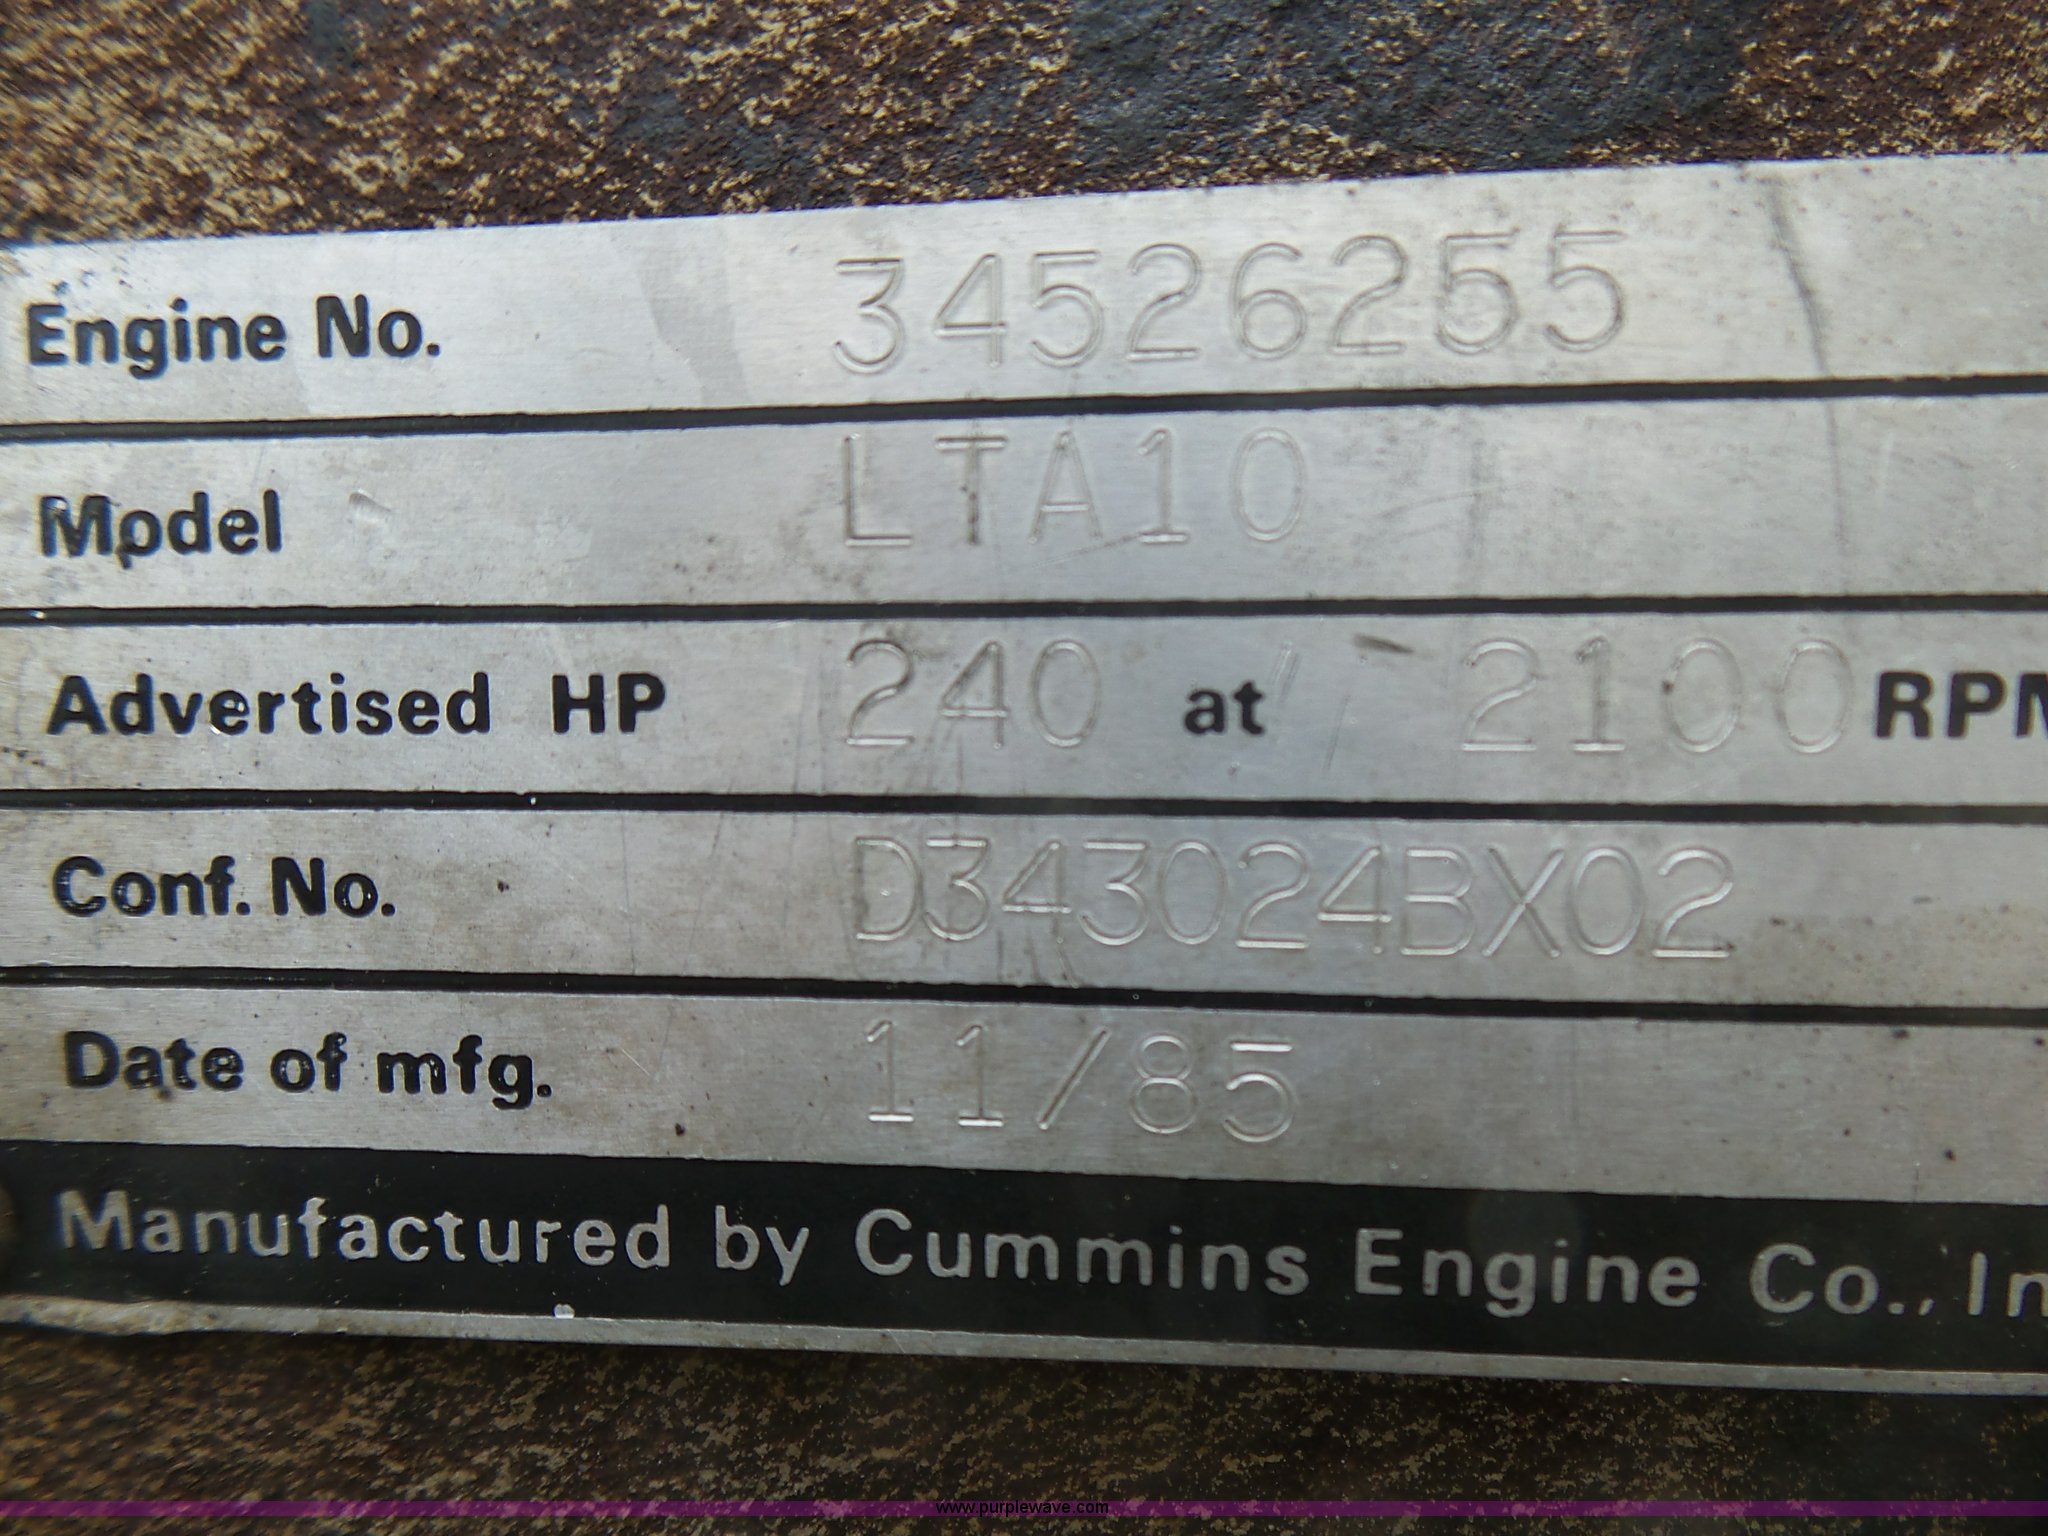 Engine No. 34526255
Model LTA10
Advertised HP 240 at 2100 RPM
Conf. No. D343024BX02
Date of mfg. 11/85
Manufactured by Cummins Engine Co., In
www.purplewave.com